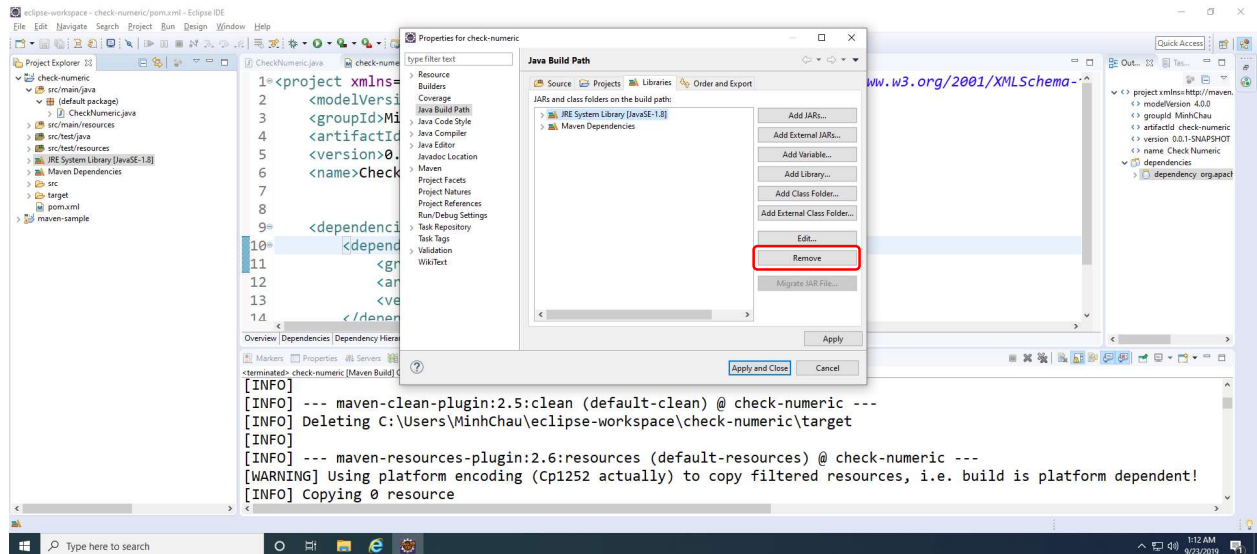 eclipse-workspace - check-numeric/pom.xml - Eclipse IDE
File Edit Navigate Search Project Run Design Window Help
Quick Access
Project Explorer
check-numeric
src/main/java
(default package)
CheckNumeric.java
src/main/resources
src/test/java
src/test/resources
JRE System Library [JavaSE-1.8]
Maven Dependencies
src
target
pom.xml
maven-sample
CheckNumeric.java check-nume
1 <project xmlns=
2 <modelVersi
3 <groupId>Mi
4 <artifactId
5 <version>0.
6 <name>Check
7
8
9 <dependenci
10 <depend
11 <gr
12 <ar
13 <ve
14 </depen
ww.w3.org/2001/XMLSchema-
Overview Dependencies Dependency Hierar
Properties for check-numeric
type filter text
Resource
Builders
Coverage
Java Build Path
Java Code Style
Java Compiler
Java Editor
Javadoc Location
Maven
Project Facets
Project Natures
Project References
Run/Debug Settings
Task Repository
Task Tags
Validation
WikiText
Java Build Path
Source Projects Libraries Order and Export
JARs and class folders on the build path:
JRE System Library [JavaSE-1.8]
Maven Dependencies
Add JARs...
Add External JARs...
Add Variable...
Add Library...
Add Class Folder...
Add External Class Folder...
Edit...
Remove
Migrate JAR File...
Apply
Apply and Close Cancel
Out... Tas...
project xmlns=http://maven.
modelVersion 4.0.0
groupId MinhChau
artifactId check-numeric
version 0.0.1-SNAPSHOT
name Check Numeric
dependencies
dependency org.apach
Markers Properties Servers
<terminated> check-numeric [Maven Build]
[INFO]
[INFO] --- maven-clean-plugin:2.5:clean (default-clean) @ check-numeric ---
[INFO] Deleting C:\Users\MinhChau\eclipse-workspace\check-numeric\target
[INFO]
[INFO] --- maven-resources-plugin:2.6:resources (default-resources) @ check-numeric ---
[WARNING] Using platform encoding (Cp1252 actually) to copy filtered resources, i.e. build is platform dependent!
[INFO] Copying 0 resource
Type here to search
1:12 AM
9/23/2019